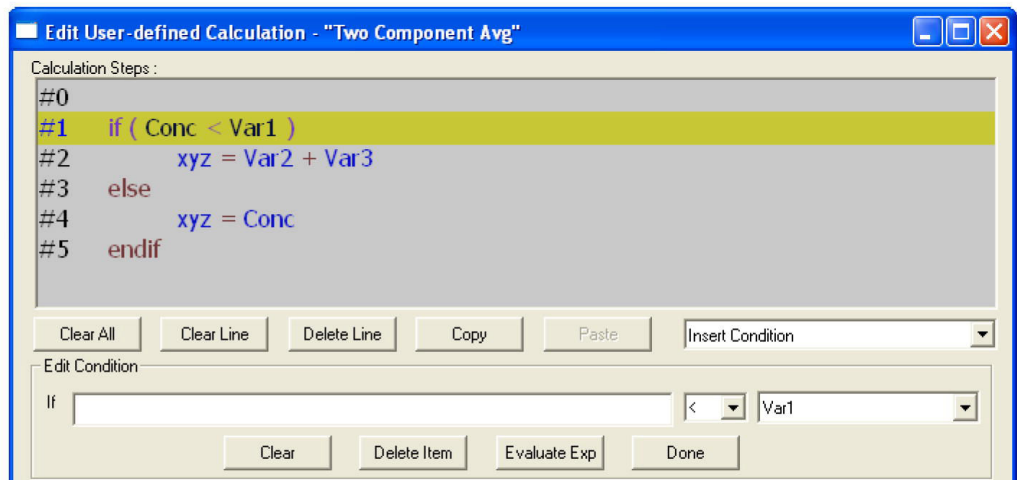 Edit User-defined Calculation - "Two Component Avg"
Calculation Steps :
#0
#1 if ( Conc < Var1 )
#2 xyz = Var2 + Var3
#3 else
#4 xyz = Conc
#5 endif
Clear All Clear Line Delete Line Copy Paste Insert Condition
Edit Condition
If < Var1
Clear Delete Item Evaluate Exp Done